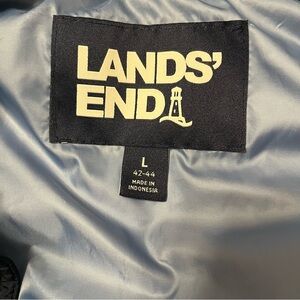 LANDS'
END
L
42-44
MADE IN
INDONESIA